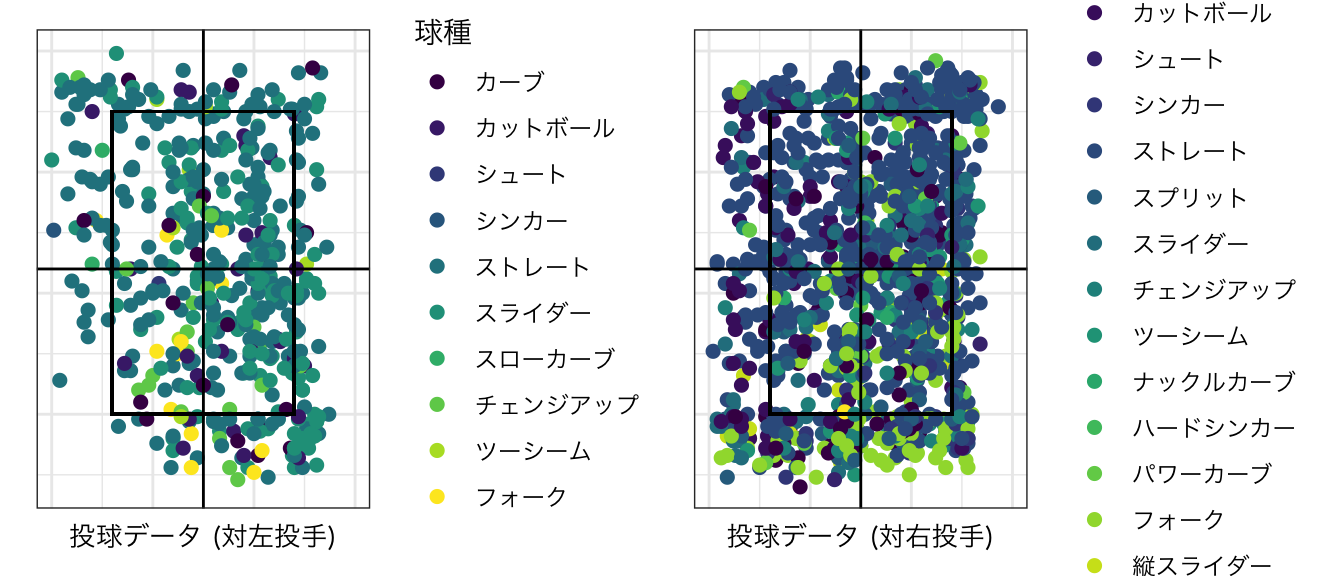 球種
カーブ
カットボール
シュート
シンカー
ストレート
スライダー
スローカーブ
チェンジアップ
ツーシーム
フォーク
投球データ (対左投手)
カットボール
シュート
シンカー
ストレート
スプリット
スライダー
チェンジアップ
ツーシーム
ナックルカーブ
ハードシンカー
パワーカーブ
フォーク
縦スライダー
投球データ (対右投手)